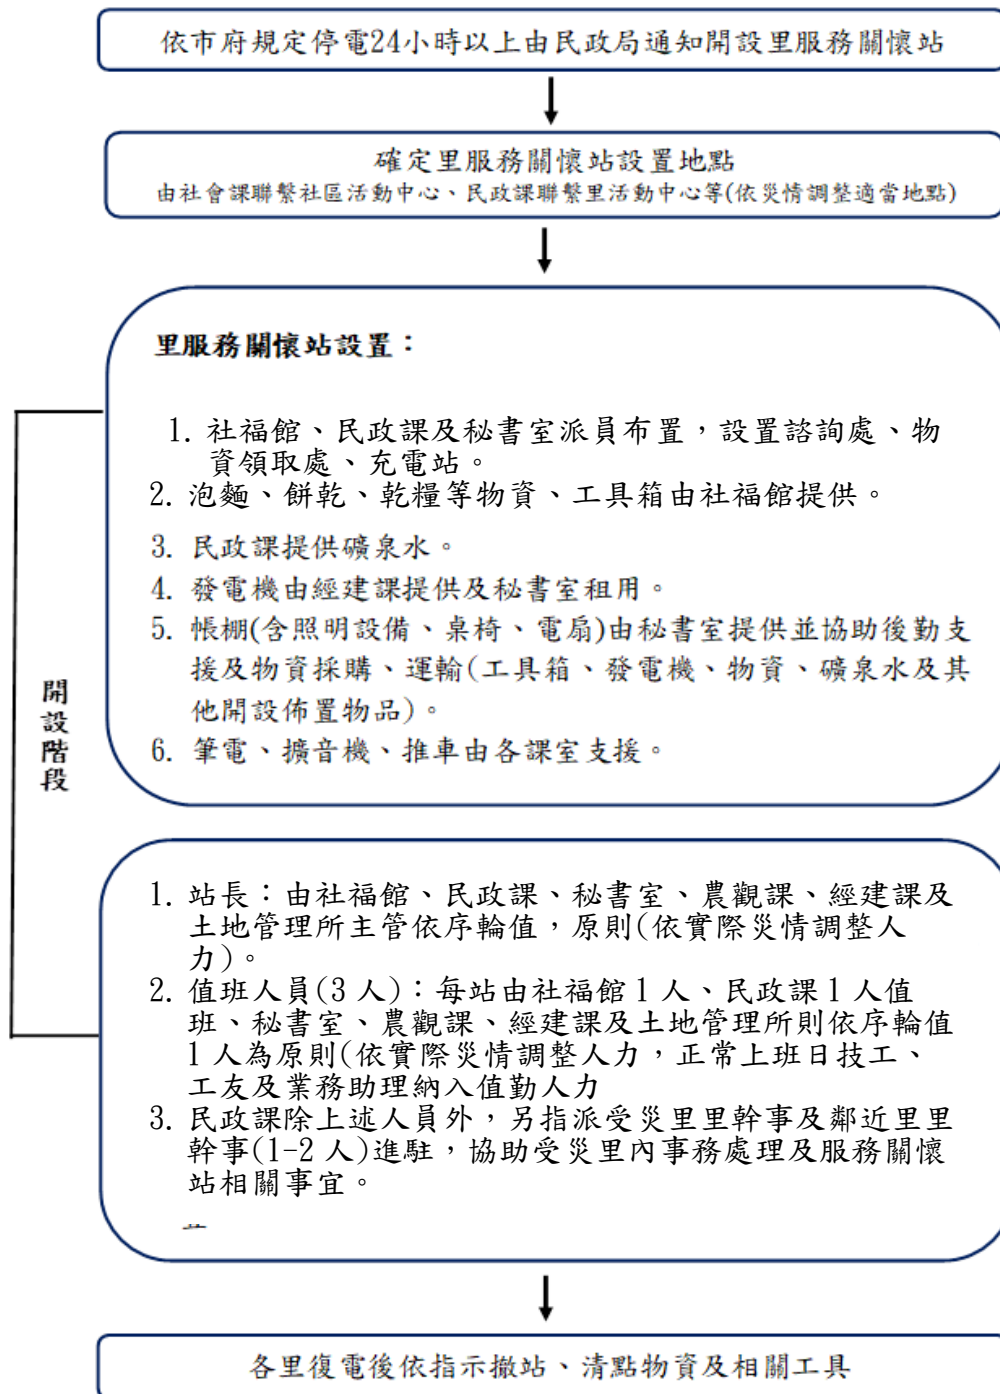 依市府規定停電24小時以上由民政局通知開設里服務關懷站
確定里服務關懷站設置地點
由社會課聯繫社區活動中心、民政課聯繫里活動中心等(依災情調整適當地點)
里服務關懷站設置：
1. 社福館、民政課及秘書室派員布置，設置諮詢處、物
資領取處、充電站。
2. 泡麵、餅乾、乾糧等物資、工具箱由社福館提供。
3. 民政課提供礦泉水。
4. 發電機由經建課提供及秘書室租用。
5. 帳棚(含照明設備、桌椅、電扇)由秘書室提供並協助後勤支
援及物資採購、運輸(工具箱、發電機、物資、礦泉水及其
他開設佈置物品)。
6. 筆電、擴音機、推車由各課室支援。
開設階段
1. 站長：由社福館、民政課、秘書室、農觀課、經建課及
土地管理所主管依序輪值，原則(依實際災情調整人
力)。
2. 值班人員(3 人)：每站由社福館 1 人、民政課 1 人值
班、秘書室、農觀課、經建課及土地管理所則依序輪值
1 人為原則(依實際災情調整人力，正常上班日技工、
工友及業務助理納入值勤人力
3. 民政課除上述人員外，另指派受災里里幹事及鄰近里里
幹事(1-2 人)進駐，協助受災里內事務處理及服務關懷
站相關事宜。
各里復電後依指示撤站、清點物資及相關工具